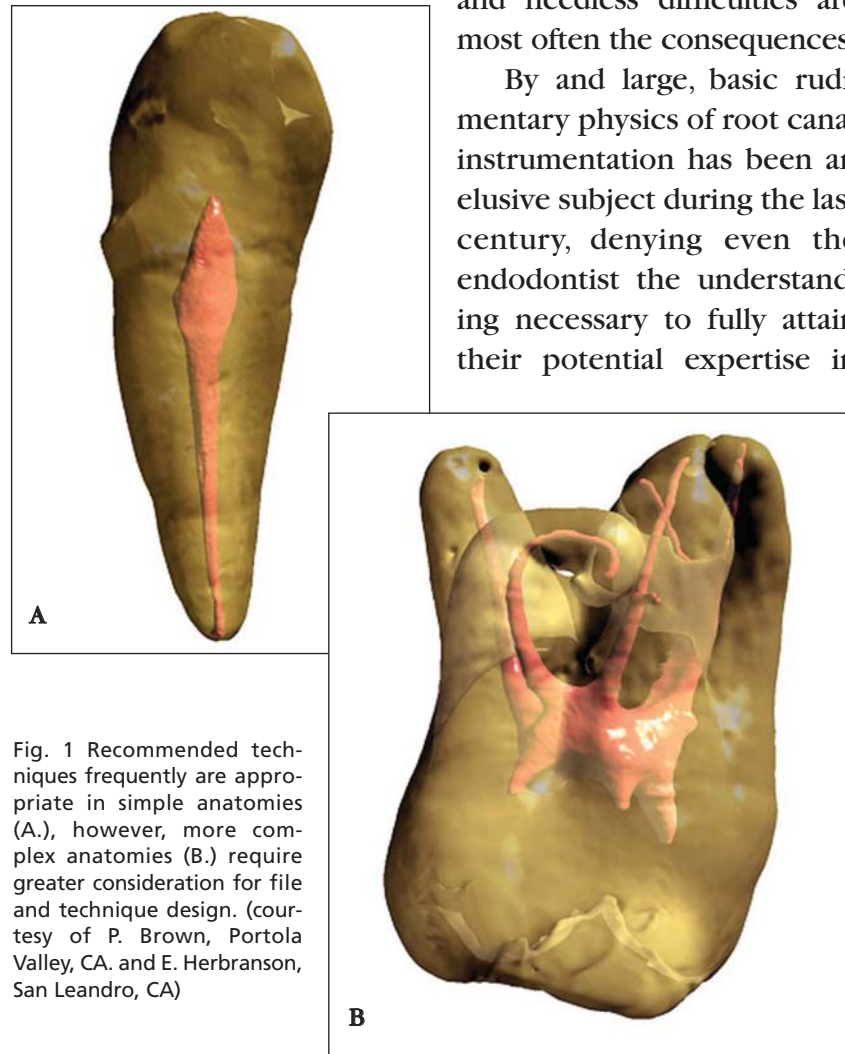 and needless difficulties are
most often the consequences
By and large, basic rudi
mentary physics of root cana
instrumentation has been an
elusive subject during the las
century, denying even the
endodontist the understand
ing necessary to fully attain
their potential expertise in
A
Fig. 1 Recommended tech-
niques frequently are appro-
priate in simple anatomies
(A.), however, more com-
plex anatomies (B.) require
greater consideration for file
and technique design. (cour-
tesy of P. Brown, Portola
Valley, CA. and E. Herbranson,
San Leandro, CA)
B